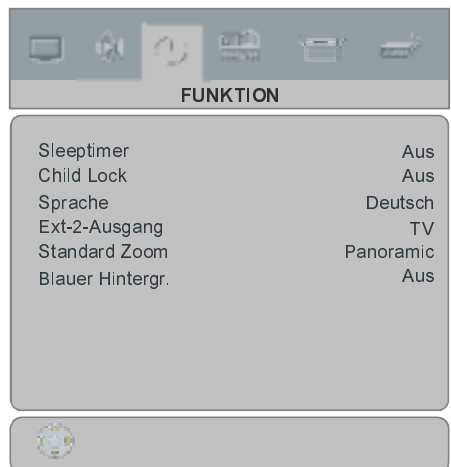 FUNKTION
Sleeptimer Aus
Child Lock Aus
Sprache Deutsch
Ext-2-Ausgang TV
Standard Zoom Panoramic
Blauer Hintergr. Aus